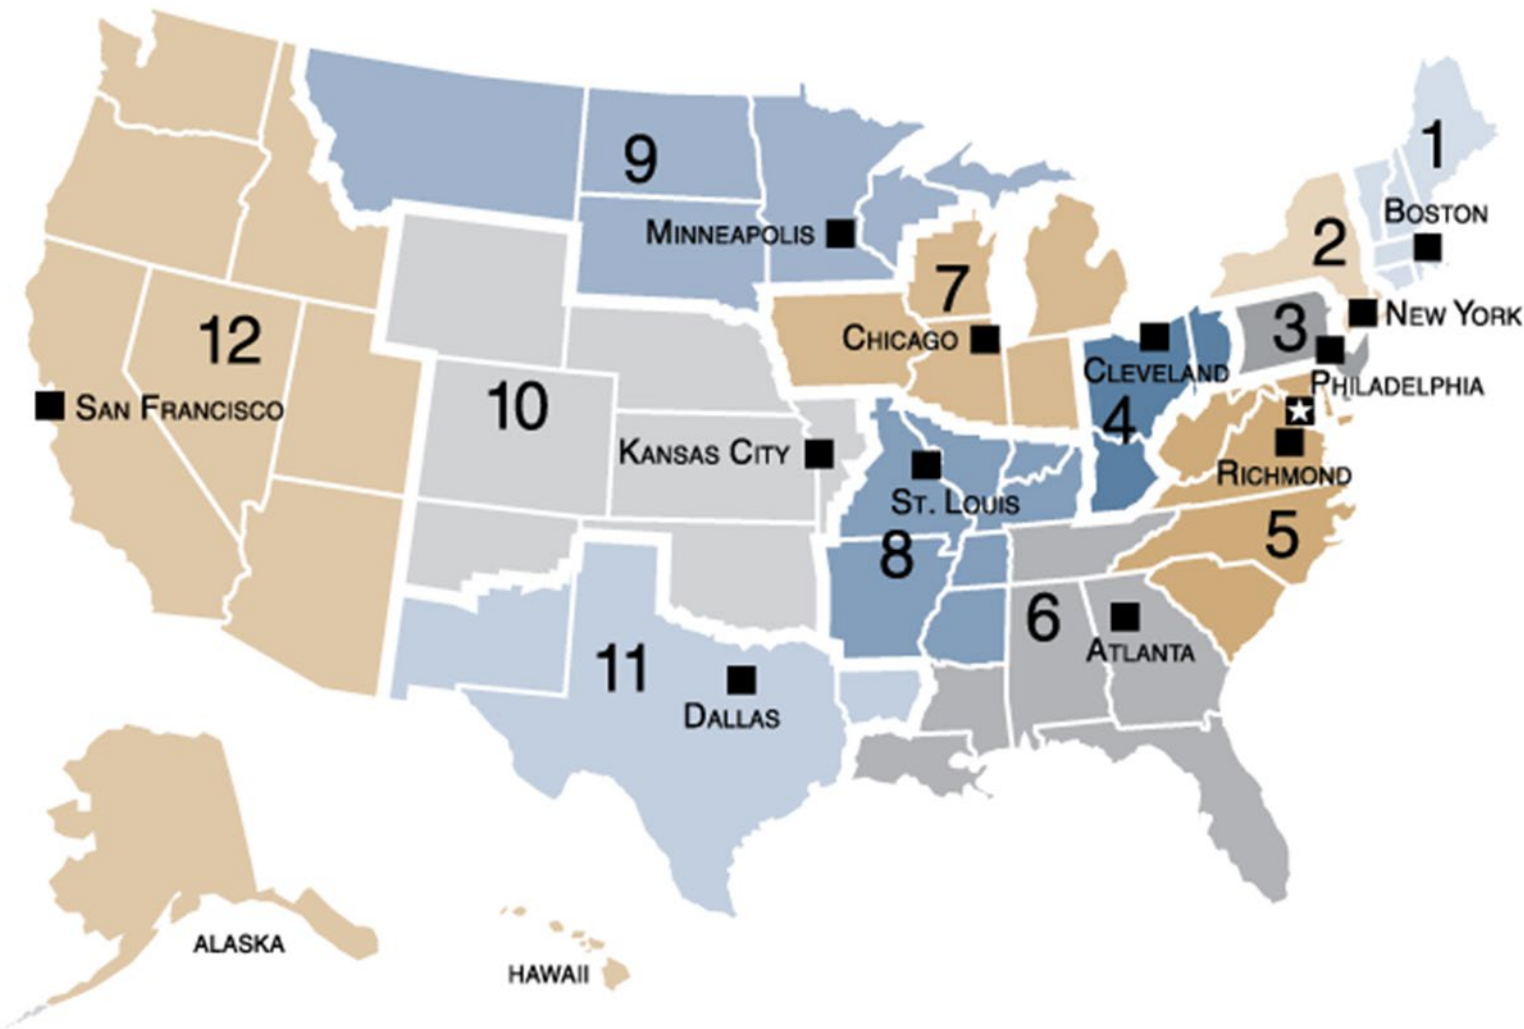 1
9
BOSTON
MINNEAPOLIS
2
7
NEW YORK
3
12
CHICAGO
CLEVELAND
PHILADELPHIA
SAN FRANCISCO
10
4
KANSAS CITY
RICHMOND
ST. LOUIS
5
8
6
ATLANTA
11
DALLAS
ALASKA
HAWAII